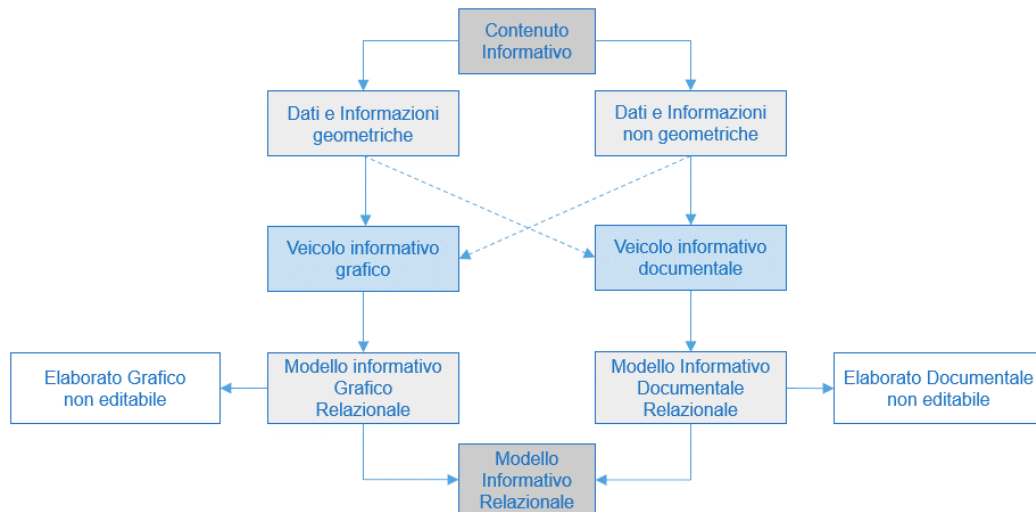 Contenuto
Informativo
Dati e Informazioni
geometriche
Dati e Informazioni
non geometriche
Veicolo informativo
grafico
Veicolo informativo
documentale
Elaborato Grafico
non editabile
Modello informativo
Grafico
Relazionale
Modello Informativo
Documentale
Relazionale
Elaborato Documentale
non editabile
Modello
Informativo
Relazionale